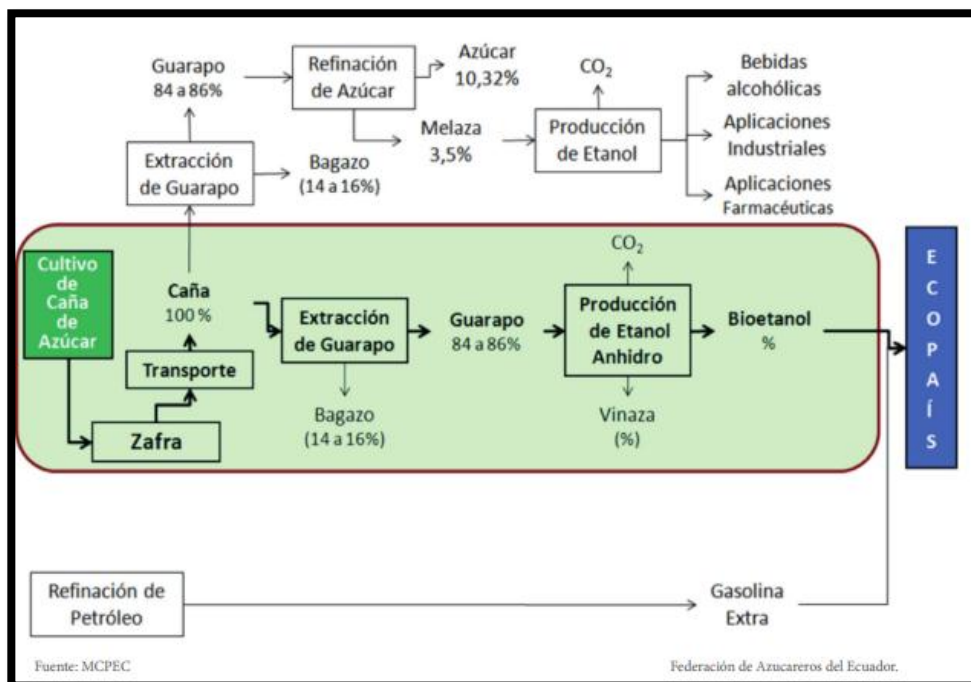 Guarapo
84 a 86%
Refinación
de Azúcar
Azúcar
10,32%
CO₂
Bebidas
alcohólicas
Extracción
de Guarapo
Bagazo
(14 a 16%)
Melaza
3,5%
Producción
de Etanol
Aplicaciones
Industriales
Aplicaciones
Farmacéuticas
Cultivo
de
Caña
de
Azúcar
Caña
100 %
Transporte
Zafra
Extracción
de Guarapo
Bagazo
(14 a 16%)
Guarapo
84 a 86%
CO₂
Producción
de Etanol
Anhidro
Vinaza
(%)
Bioetanol
%
E
C
O
P
A
Í
S
Refinación de
Petróleo
Gasolina
Extra
Fuente: MCPEC
Federación de Azucareros del Ecuador.